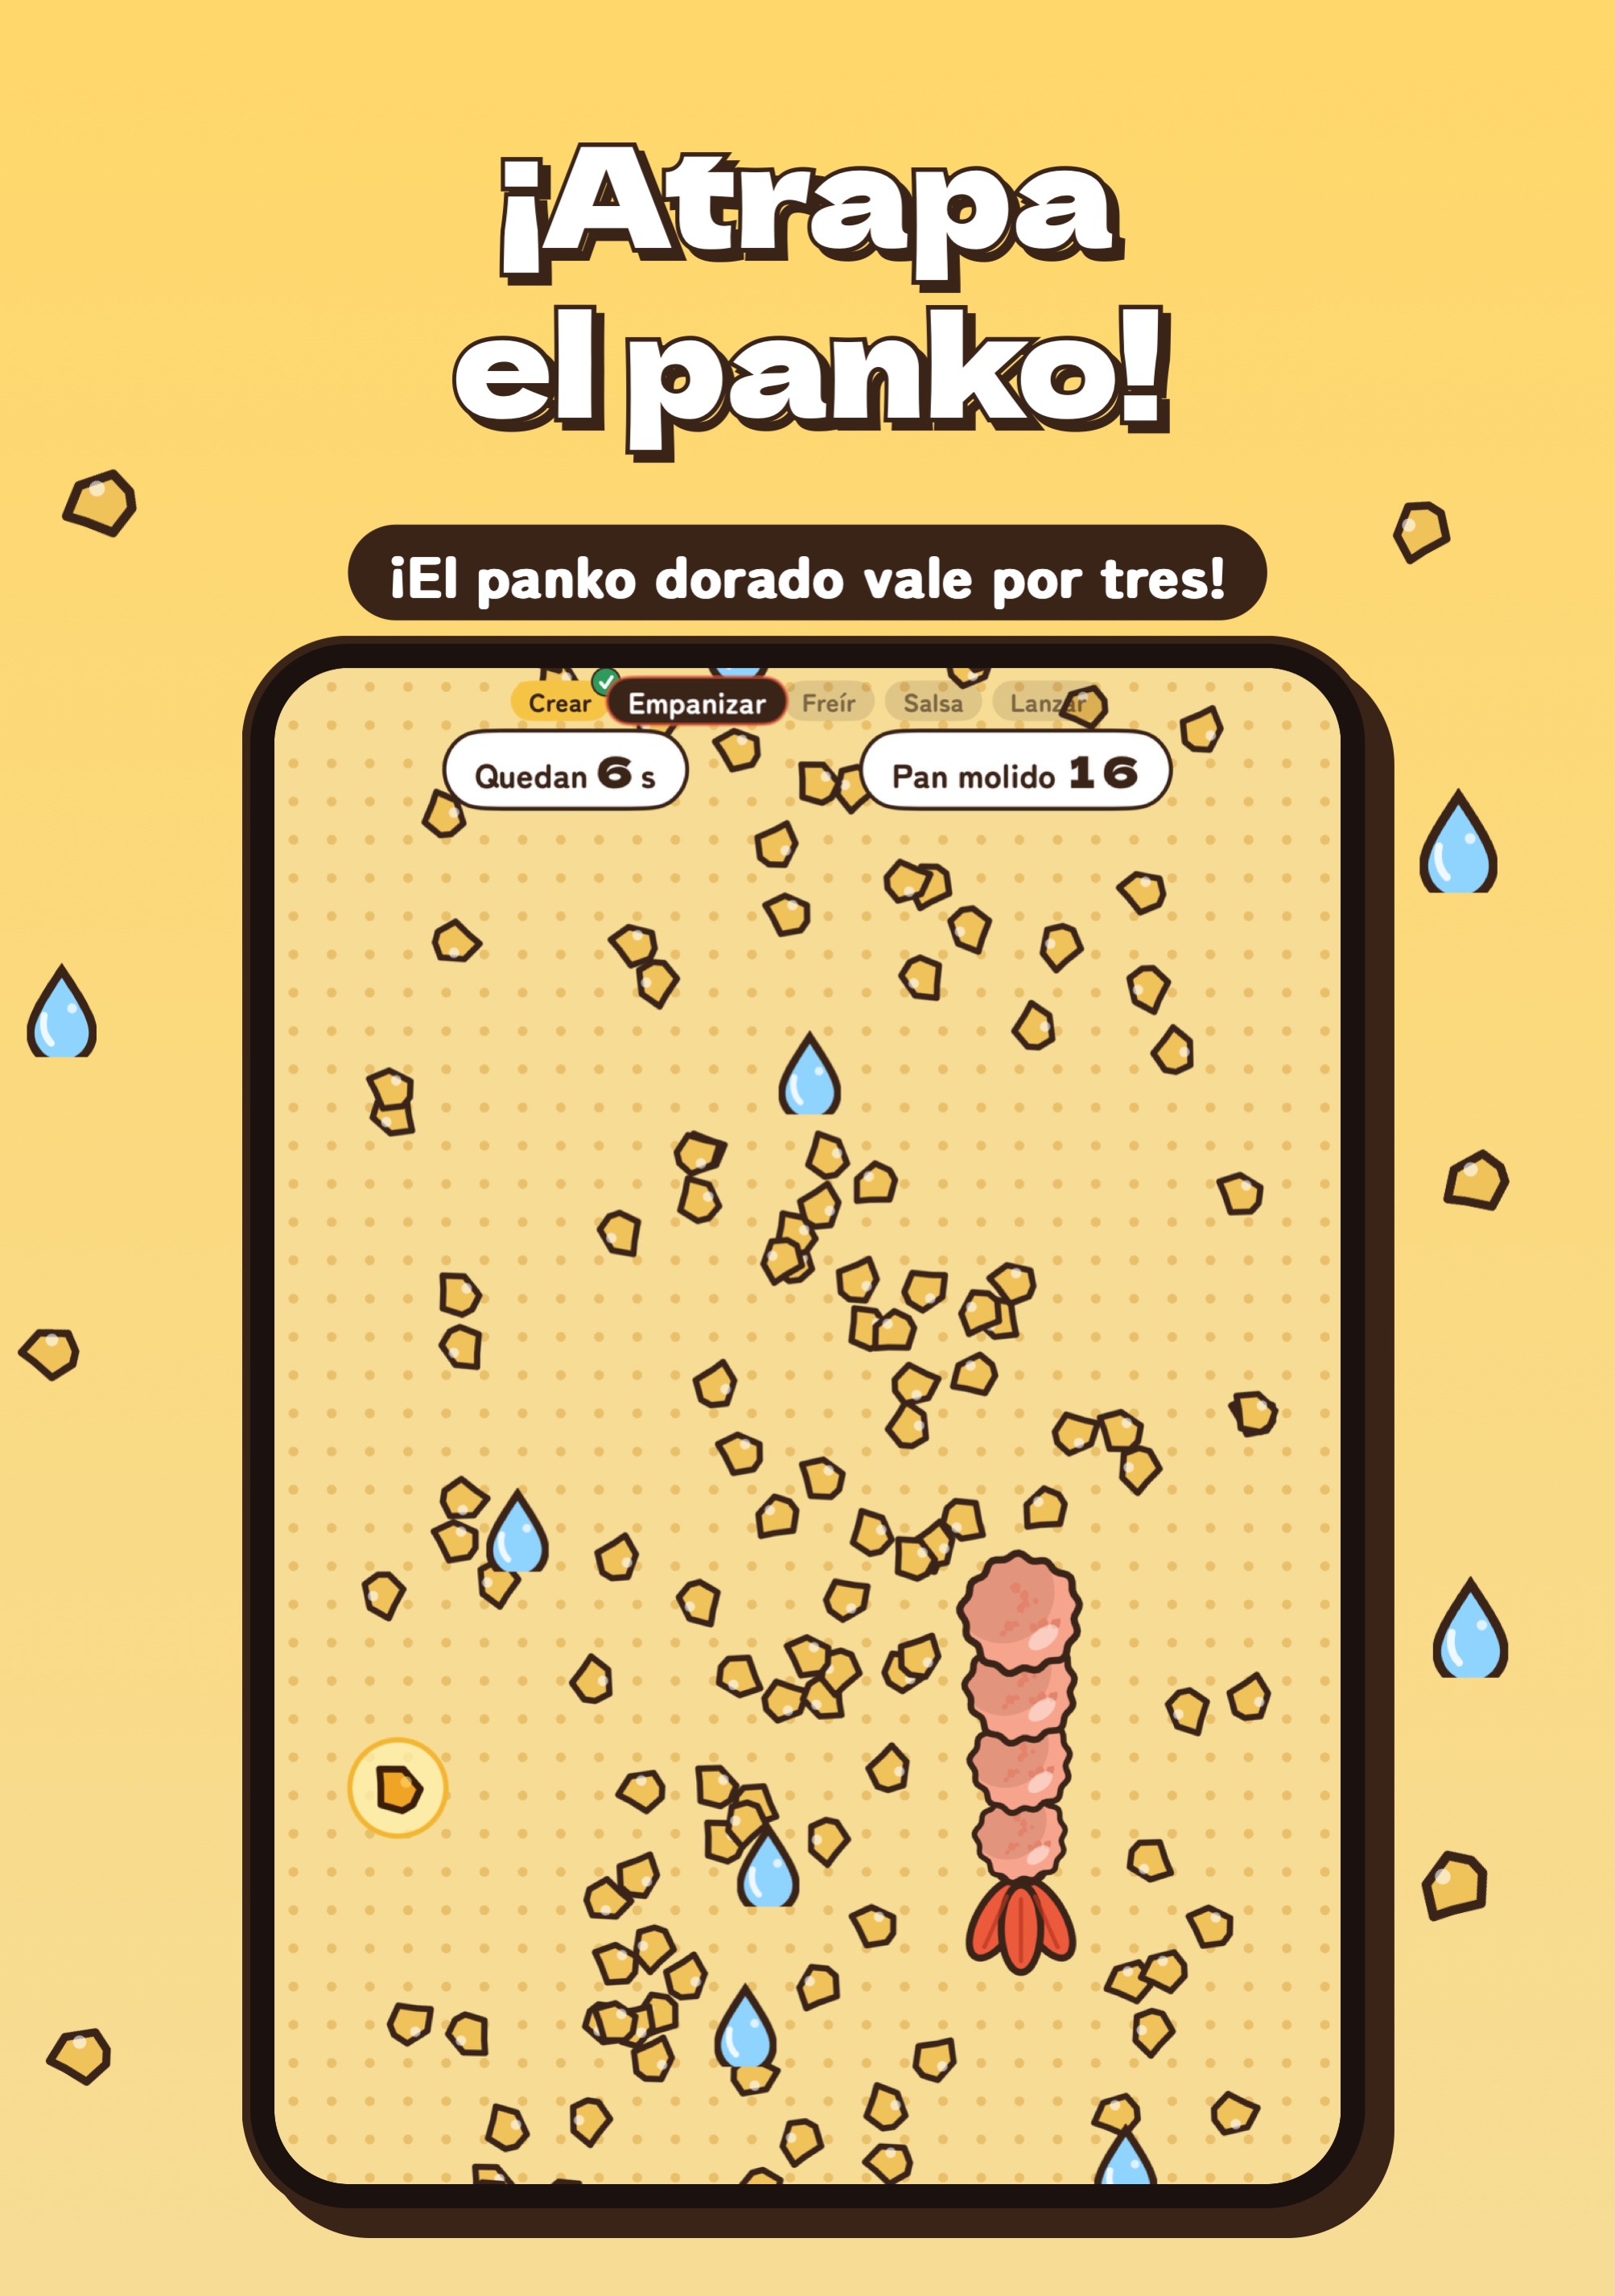 ¡Atrapa
el panko!
¡El panko dorado vale por tres!
Crear Empanizar Freír Salsa Lanzar
Quedan 6 s Pan molido 16